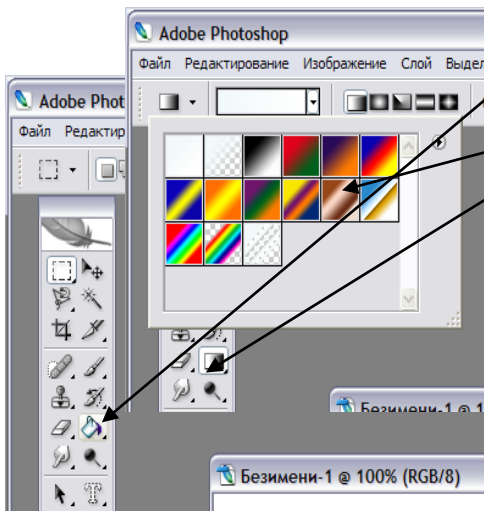 Adobe Photoshop
Файл Редактирование Изображение Слой Выдел
Adobe Phot
Файл Редактир
Безимени-1 @ 1
Безимени-1 @ 100% (RGB/8)